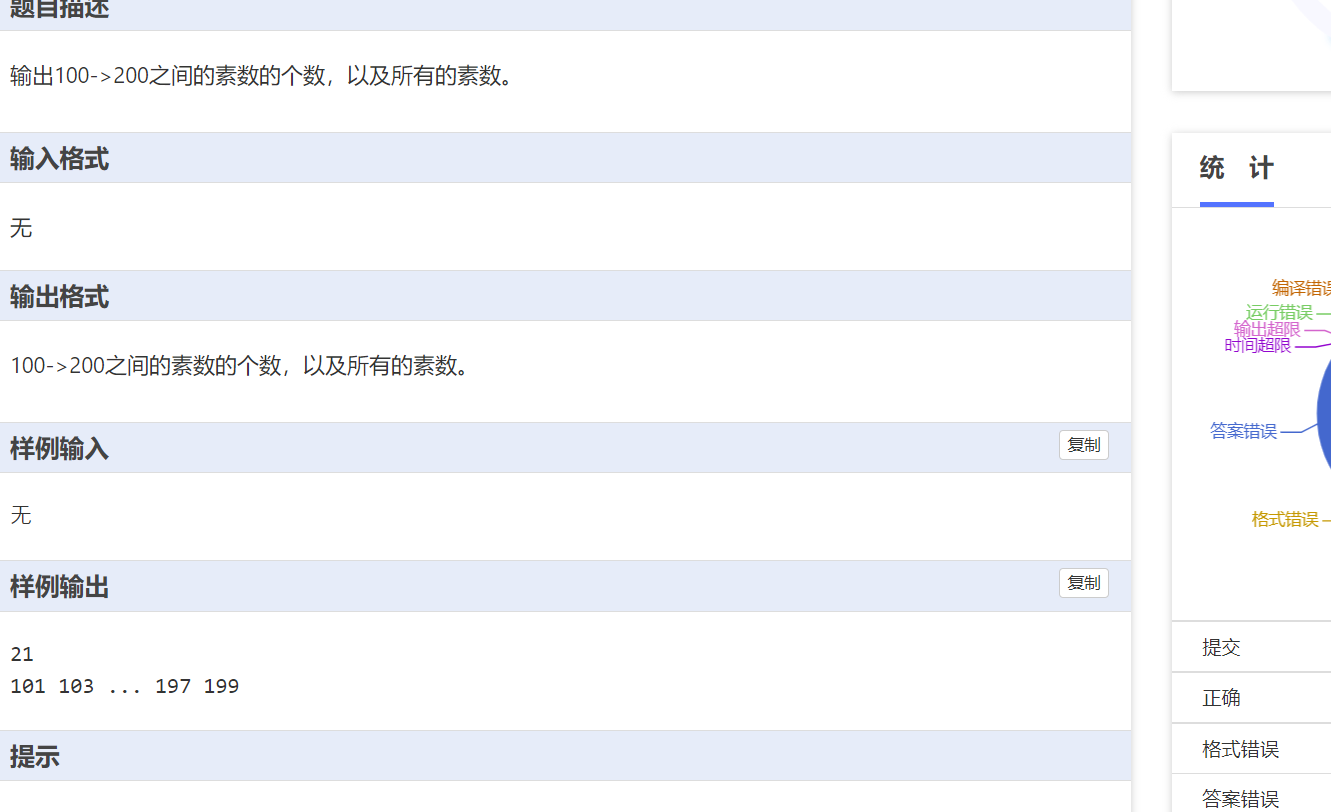 题目描述
输出100->200之间的素数的个数，以及所有的素数。
输入格式
无
输出格式
100->200之间的素数的个数，以及所有的素数。
样例输入
复制
无
样例输出
复制
21
101 103 ... 197 199
提示
统 计
编译错误
运行错误
输出超限
时间超限
答案错误
格式错误
提交
正确
格式错误
答案错误